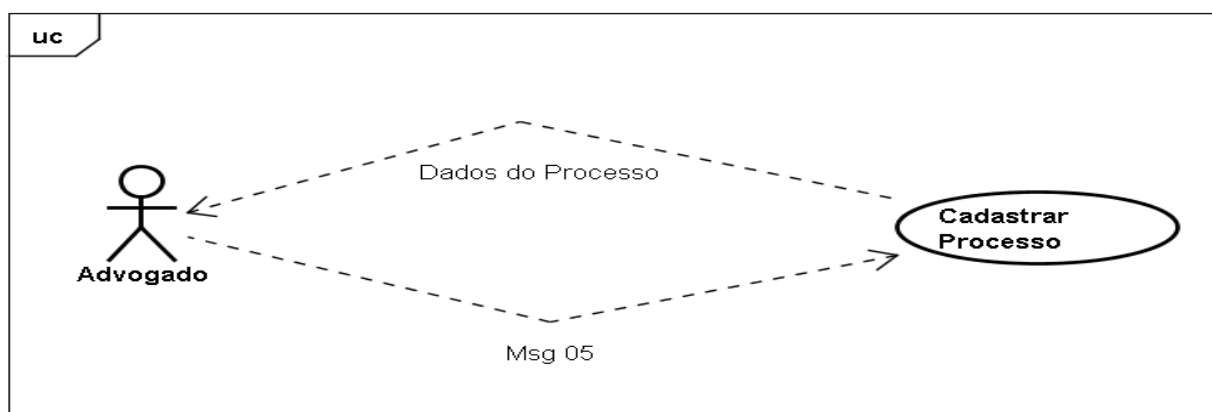 uc
Dados do Processo
Cadastrar
Processo
Advogado
Msg 05